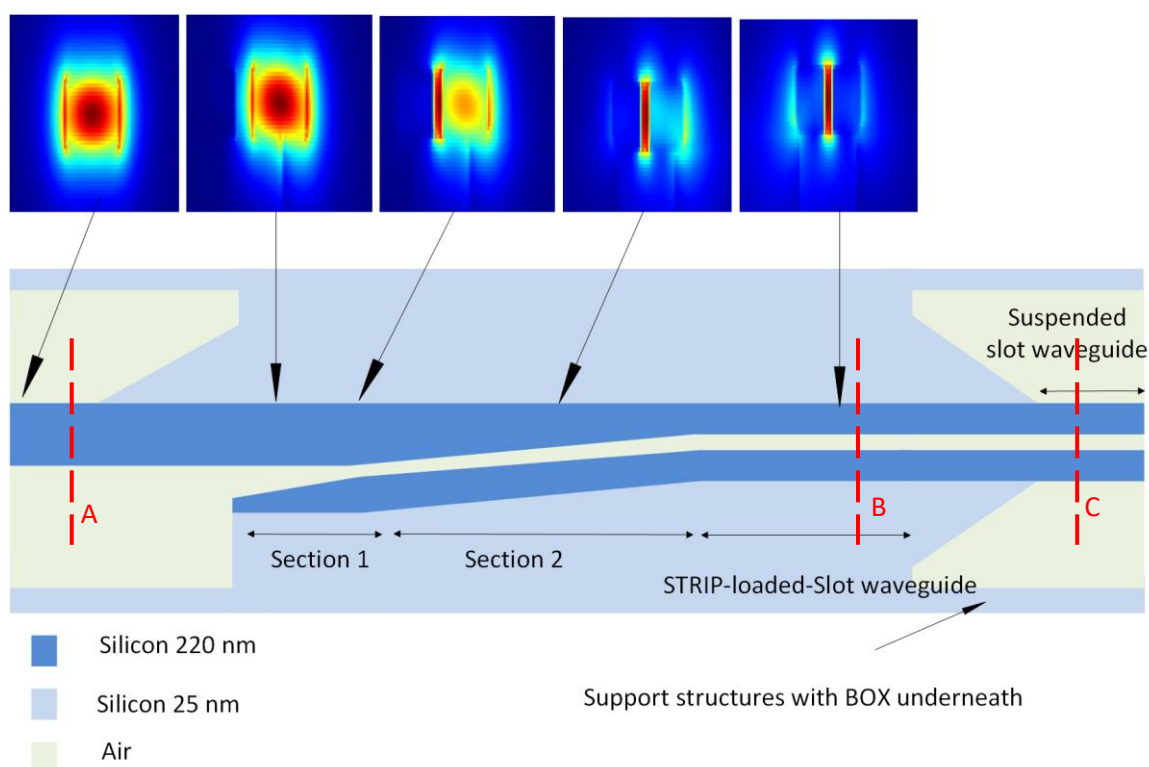 Suspended
slot waveguide
A
B
C
Section 1
Section 2
STRIP-loaded-Slot waveguide
Silicon 220 nm
Silicon 25 nm
Support structures with BOX underneath
Air